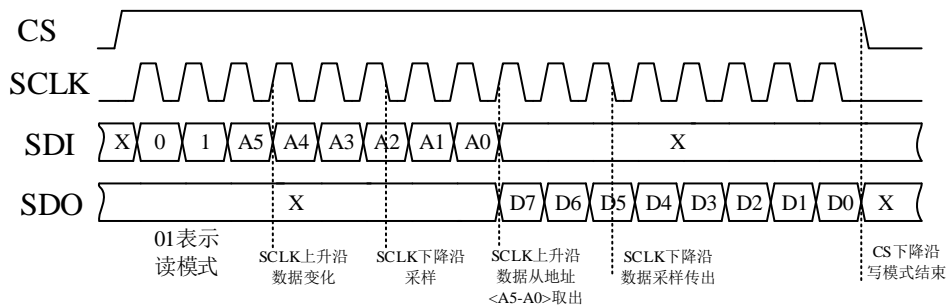 CS
SCLK
SDI X 0 1 A5 A4 A3 A2 A1 A0 X
SDO X D7 D6 D5 D4 D3 D2 D1 D0 X
01表示
读模式
SCLK上升沿
数据变化
SCLK下降沿
采样
SCLK上升沿
数据从地址
<A5-A0>取出
SCLK下降沿
数据采样传出
CS下降沿
写模式结束